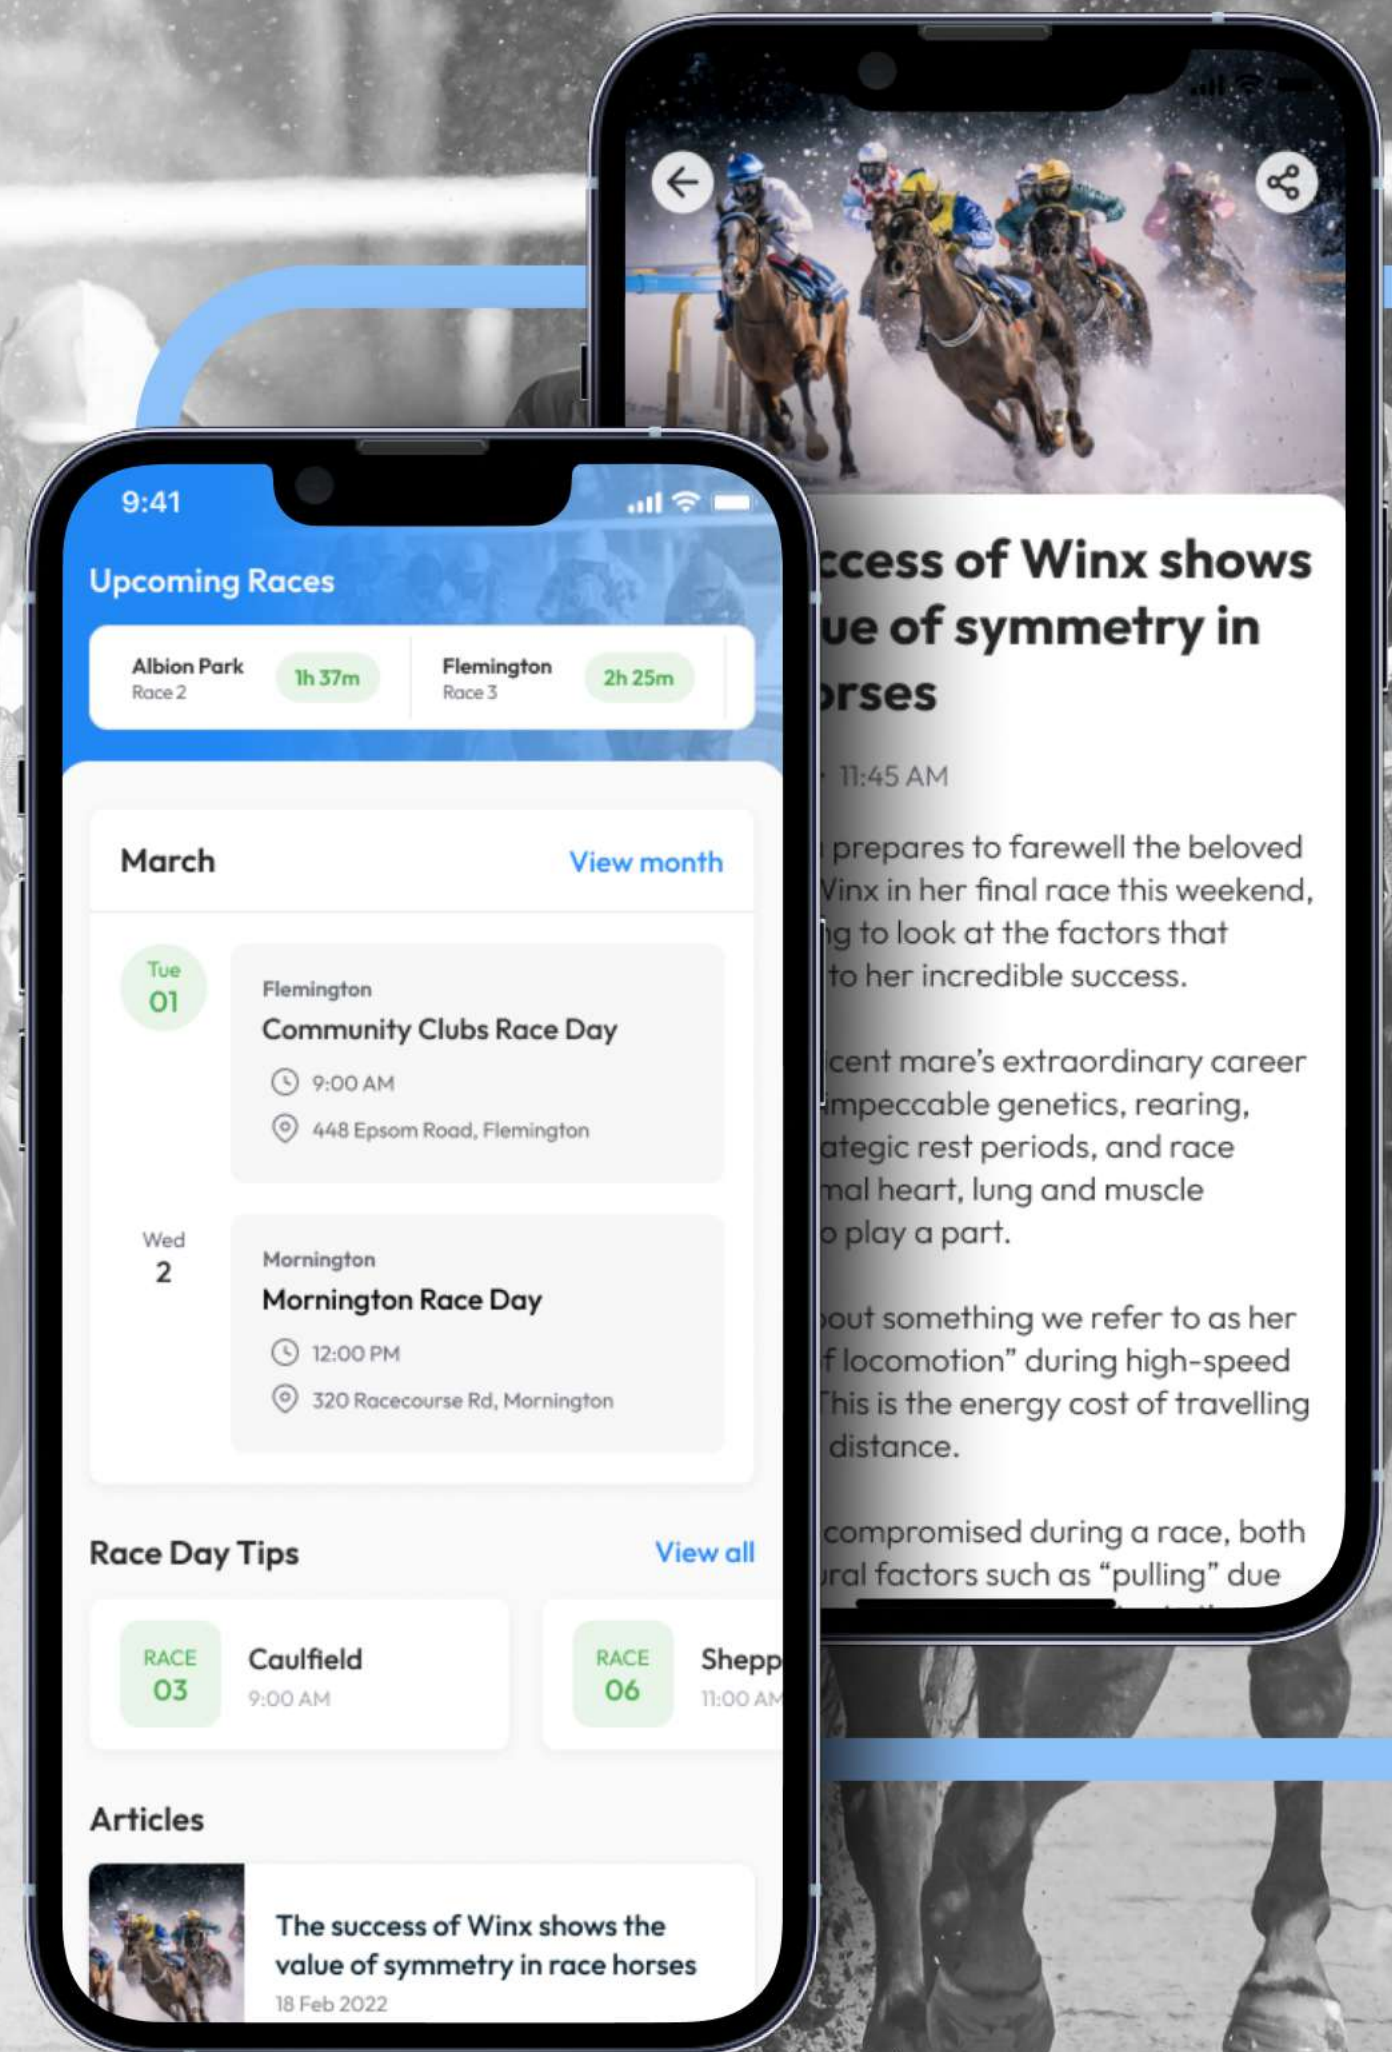 9:41
Upcoming Races
Albion Park
Race 2
1h 37m
Flemington
Race 3
2h 25m
March
View month
Tue
01
Flemington
Community Clubs Race Day
9:00 AM
448 Epsom Road, Flemington
Wed
2
Mornington
Mornington Race Day
12:00 PM
320 Racecourse Rd, Mornington
Race Day Tips
View all
RACE
03
Caulfield
9:00 AM
RACE
06
Shepp
11:00 AM
Articles
The success of Winx shows the
value of symmetry in race horses
18 Feb 2022
ccess of Winx shows
ue of symmetry in
orses
11:45 AM
prepares to farewell the beloved
Winx in her final race this weekend,
ng to look at the factors that
to her incredible success.
icent mare's extraordinary career
impeccable genetics, rearing,
ategic rest periods, and race
mal heart, lung and muscle
o play a part.
out something we refer to as her
f locomotion” during high-speed
This is the energy cost of travelling
distance.
compromised during a race, both
ural factors such as “pulling” due